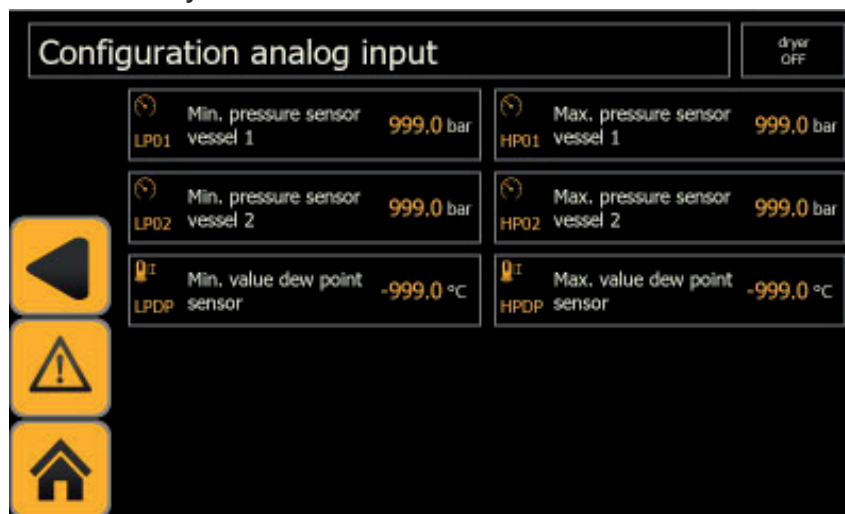 Configuration analog input
dryer
OFF
Min. pressure sensor
vessel 1
LP01
999.0 bar
Max. pressure sensor
vessel 1
HP01
999.0 bar
Min. pressure sensor
vessel 2
LP02
999.0 bar
Max. pressure sensor
vessel 2
HP02
999.0 bar
Min. value dew point
sensor
LPDP
-999.0 °C
Max. value dew point
sensor
HPDP
-999.0 °C